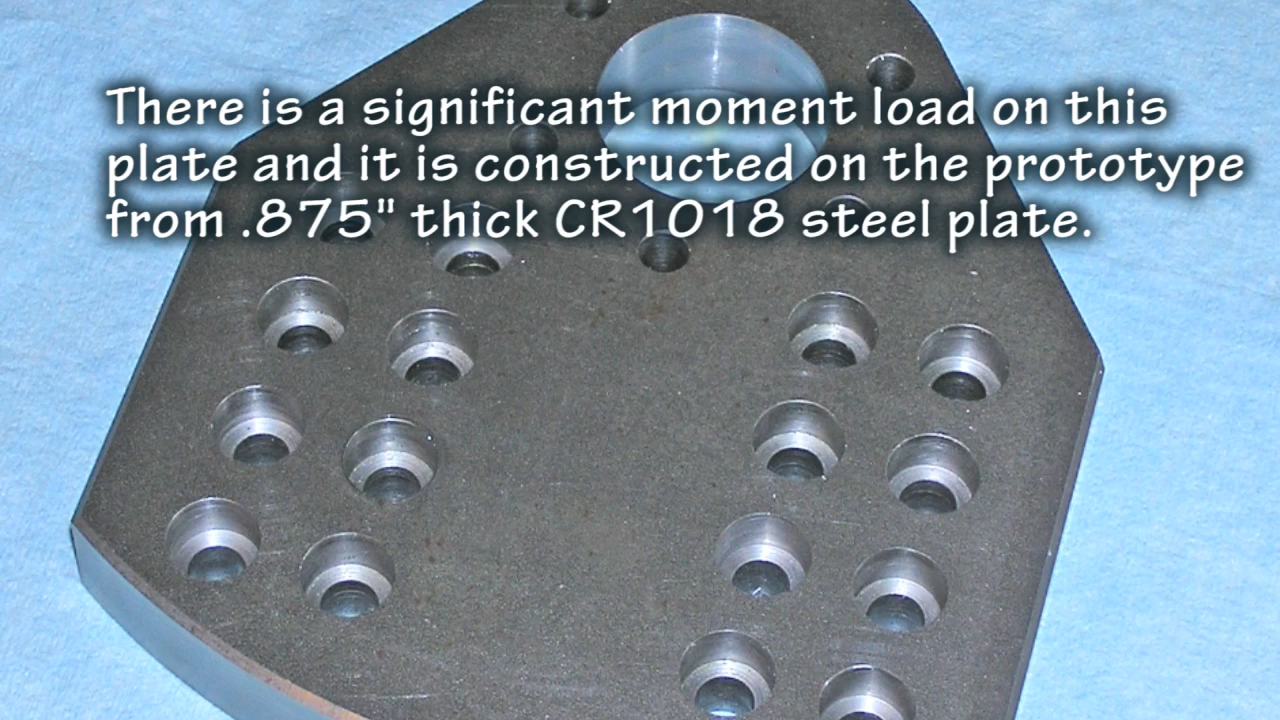 There is a significant moment load on this
plate and it is constructed on the prototype
from .875" thick CR1018 steel plate.